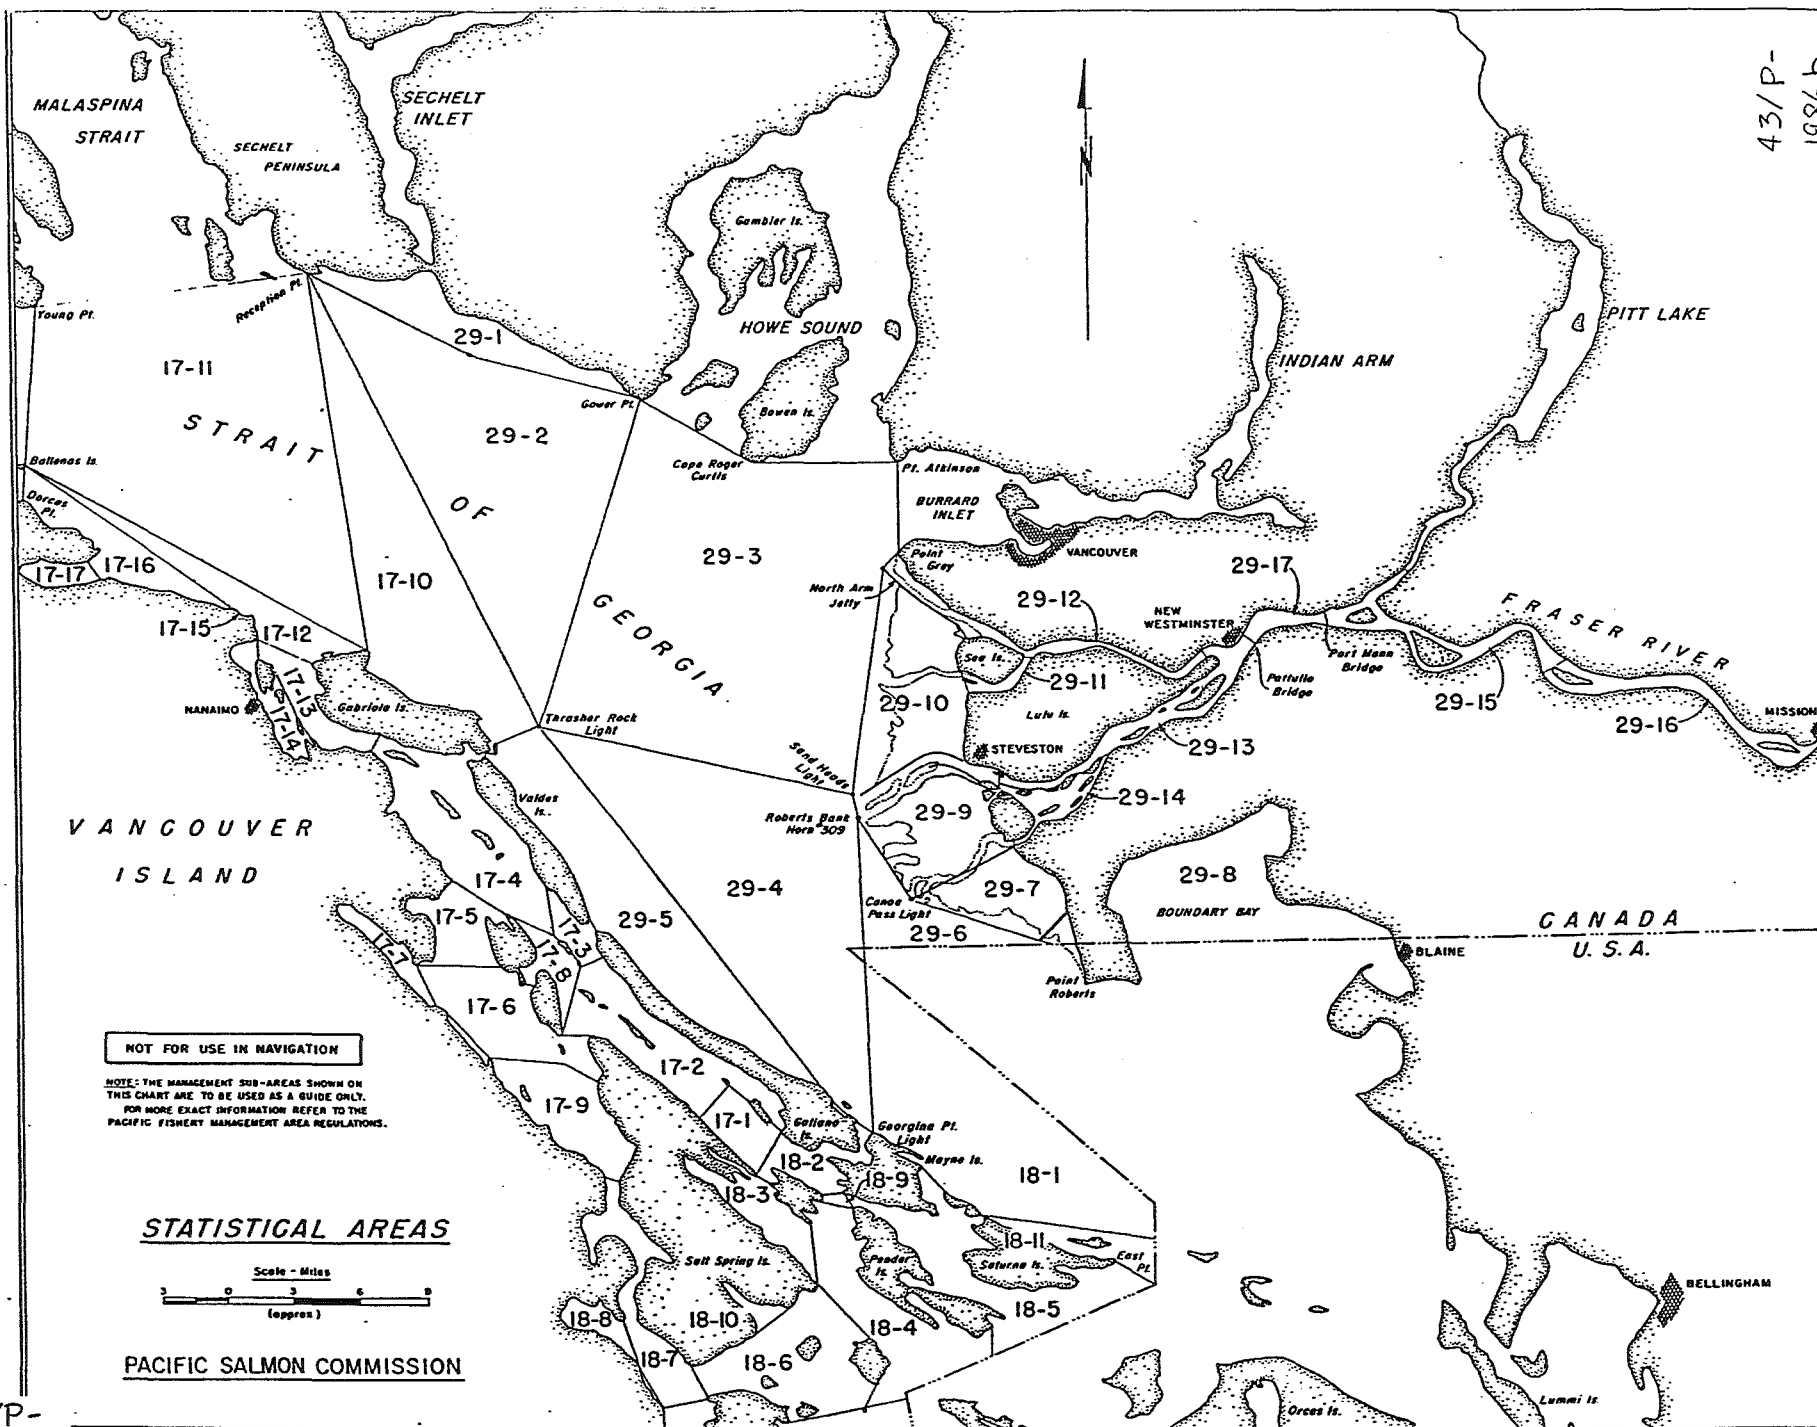 43/P-
MALASPINA
STRAIT
SECHELT
INLET
SECHELT
PENINSULA
Gambier Is.
HOWE SOUND
N
PITT LAKE
INDIAN ARM
Young Pt.
Reception Pt.
29-1
17-11
Gower Pt.
Bowen Is.
STRAIT
OF
GEORGIA
29-2
Ballenas Is.
Dorcas
Pt.
Cape Roger
Curtis
Pt. Atkinson
BURRARD
INLET
VANCOUVER
Point
Grey
29-3
17-17
17-16
17-10
North Arm
Jetty
29-12
29-17
NEW
WESTMINSTER
FRASER RIVER
17-15
17-12
Port Mann
Bridge
Pattullo
Bridge
Sea Is.
29-11
29-10
Lulu Is.
29-15
29-16
MISSION
NANAIMO
17-13
17-14
Gabriola Is.
Thrasher Rock
Light
Sand Heads
Light
STEVESTON
29-13
29-14
Valdes
Is.
Roberts Bank
Horn #309
29-9
VANCOUVER
ISLAND
17-4
29-4
29-7
29-8
BOUNDARY BAY
17-5
29-5
Canoe
Pass Light
29-6
CANADA
U.S.A.
17-3
17-7
17-8
BLAINE
Point
Roberts
17-6
NOT FOR USE IN NAVIGATION
NOTE: THE MANAGEMENT SUB-AREAS SHOWN ON
THIS CHART ARE TO BE USED AS A GUIDE ONLY.
FOR MORE EXACT INFORMATION REFER TO THE
PACIFIC FISHERY MANAGEMENT AREA REGULATIONS.
17-2
17-9
17-1
Galiano
Is.
Georgina Pt.
Light
Mayne Is.
18-2
18-9
18-1
18-3
STATISTICAL AREAS
Scale - Miles
3 0 3 6 9
(approx)
PACIFIC SALMON COMMISSION
Salt Spring Is.
Pender
Is.
18-11
Saturna Is.
East
Pt.
18-5
18-8
18-10
18-4
18-7
18-6
BELLINGHAM
Lummi Is.
Orcas Is.